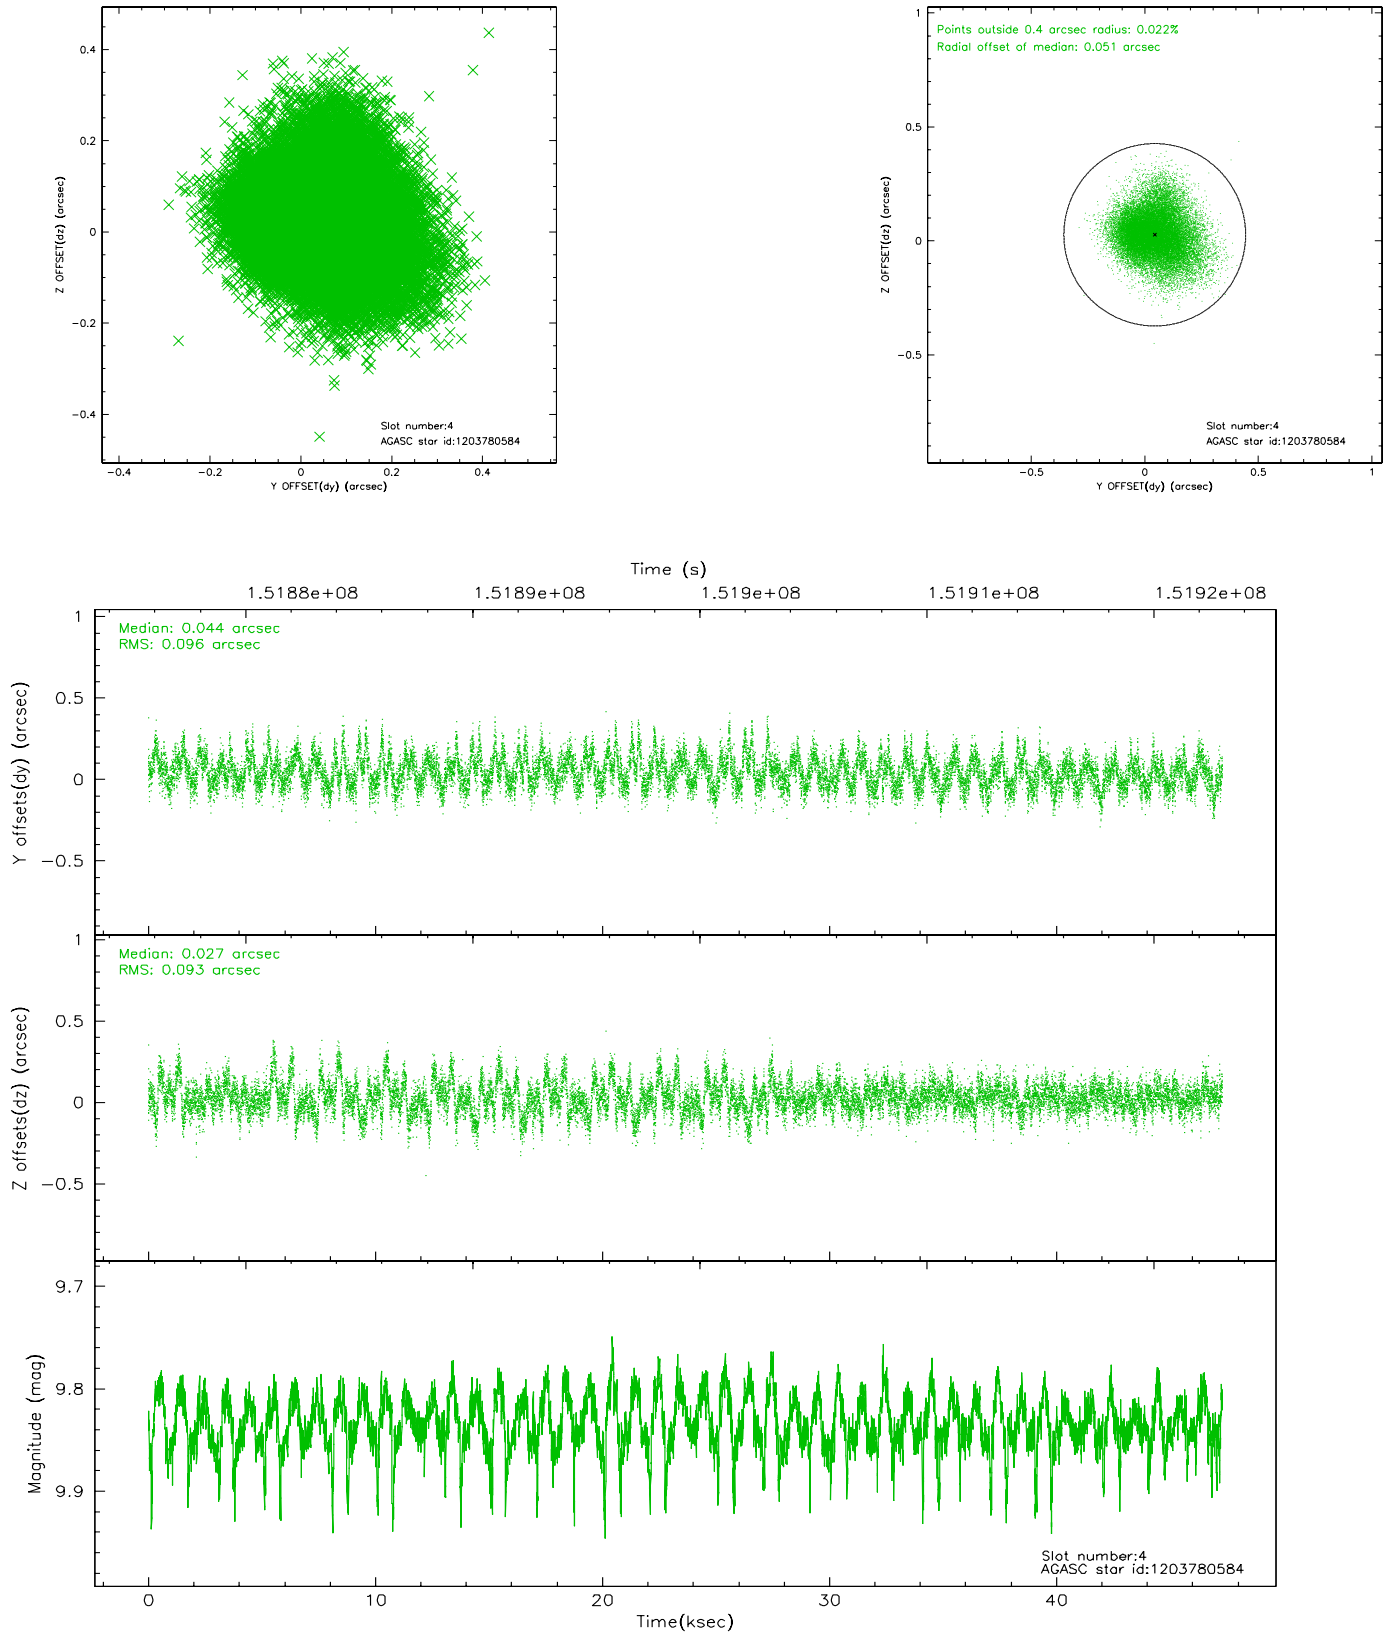 0.4
0.2
0
-0.2
-0.4
Z OFFSET(dz) (arcsec)
Slot number:4
AGASC star id:1203780584
-0.4 -0.2 0 0.2 0.4
Y OFFSET(dy) (arcsec)
1
0.5
0
-0.5
Z OFFSET(dz) (arcsec)
Points outside 0.4 arcsec radius: 0.022%
Radial offset of median: 0.051 arcsec
Slot number:4
AGASC star id:1203780584
-0.5 0 0.5 1
Y OFFSET(dy) (arcsec)
Time (s)
1.5188e+08 1.5189e+08 1.519e+08 1.5191e+08 1.5192e+08
Median: 0.044 arcsec
RMS: 0.096 arcsec
1
0.5
0
-0.5
Y offsets(dy) (arcsec)
Median: 0.027 arcsec
RMS: 0.093 arcsec
1
0.5
0
-0.5
Z offsets(dz) (arcsec)
9.7
9.8
9.9
Magnitude (mag)
Slot number:4
AGASC star id:1203780584
0 10 20 30 40
Time(ksec)